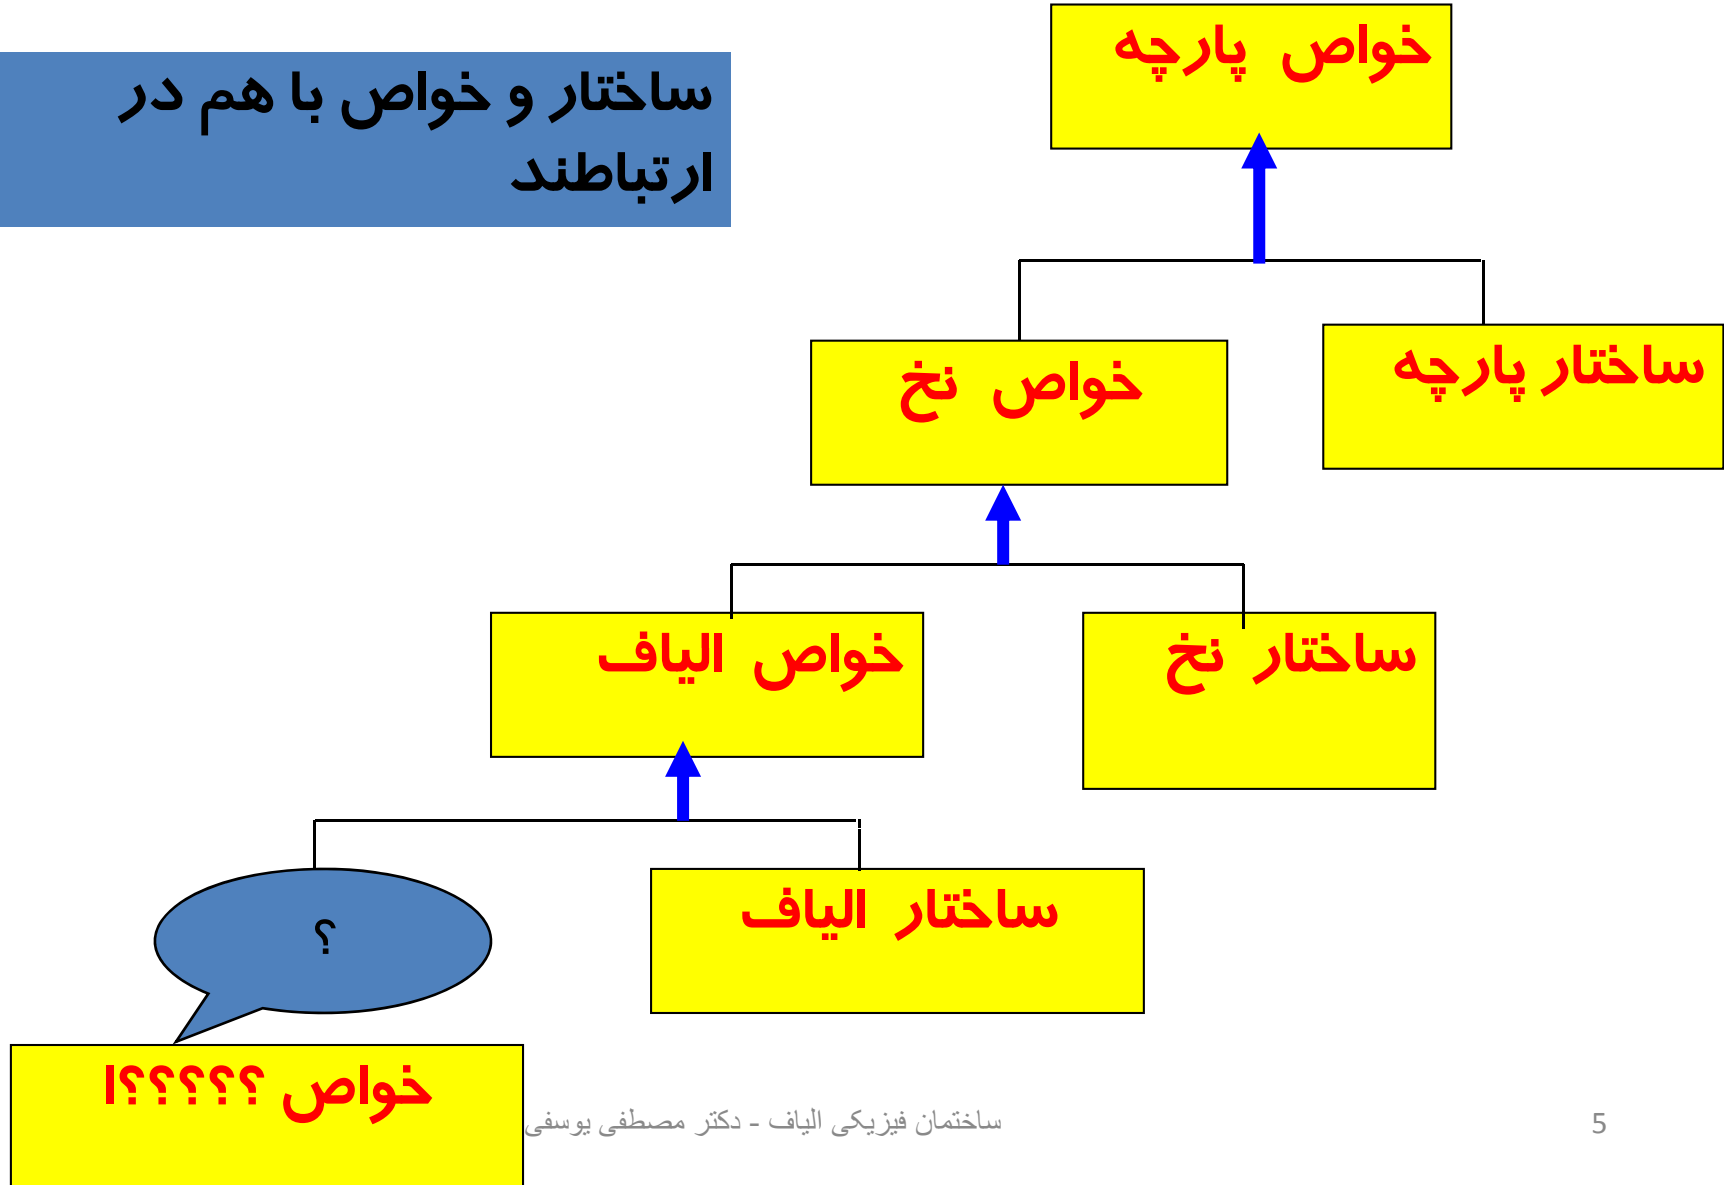 ساختار و خواص با هم در
ارتباطند
خواص پارچه
خواص نخ
ساختار پارچه
خواص الیاف
ساختار نخ
؟
ساختار الیاف
خواص ؟؟؟؟؟ا
ساختمان فیزیکی الیاف - دکتر مصطفی یوسفی
5